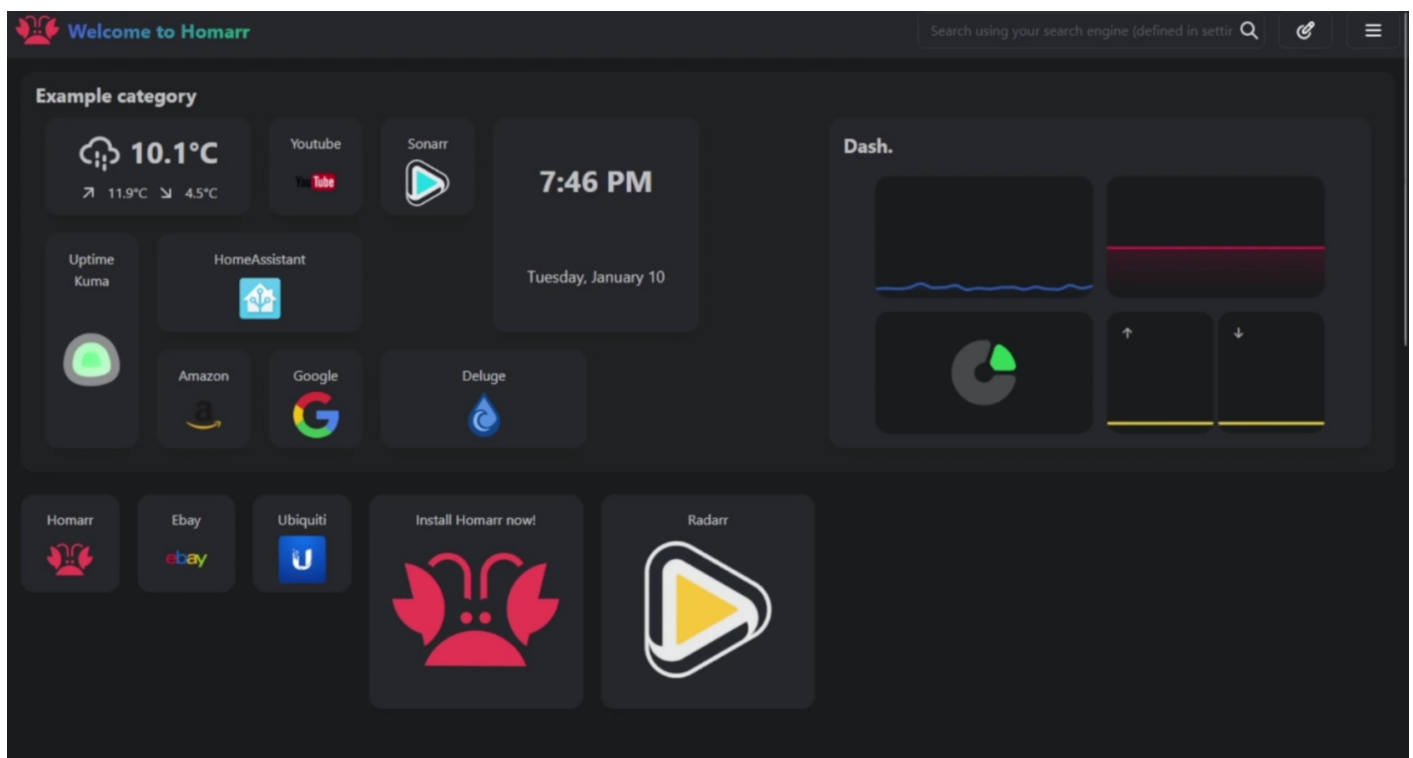 Welcome to Homarr
Search using your search engine (defined in settir
Example category
10.1°C
↗ 11.9°C ↘ 4.5°C
Youtube
YouTube
Sonarr
7:46 PM
Tuesday, January 10
Dash.
Uptime
Kuma
HomeAssistant
Amazon
a
Google
G
Deluge
↑ ↓
Homarr
Ebay
ebay
Ubiquiti
U
Install Homarr now!
Radarr